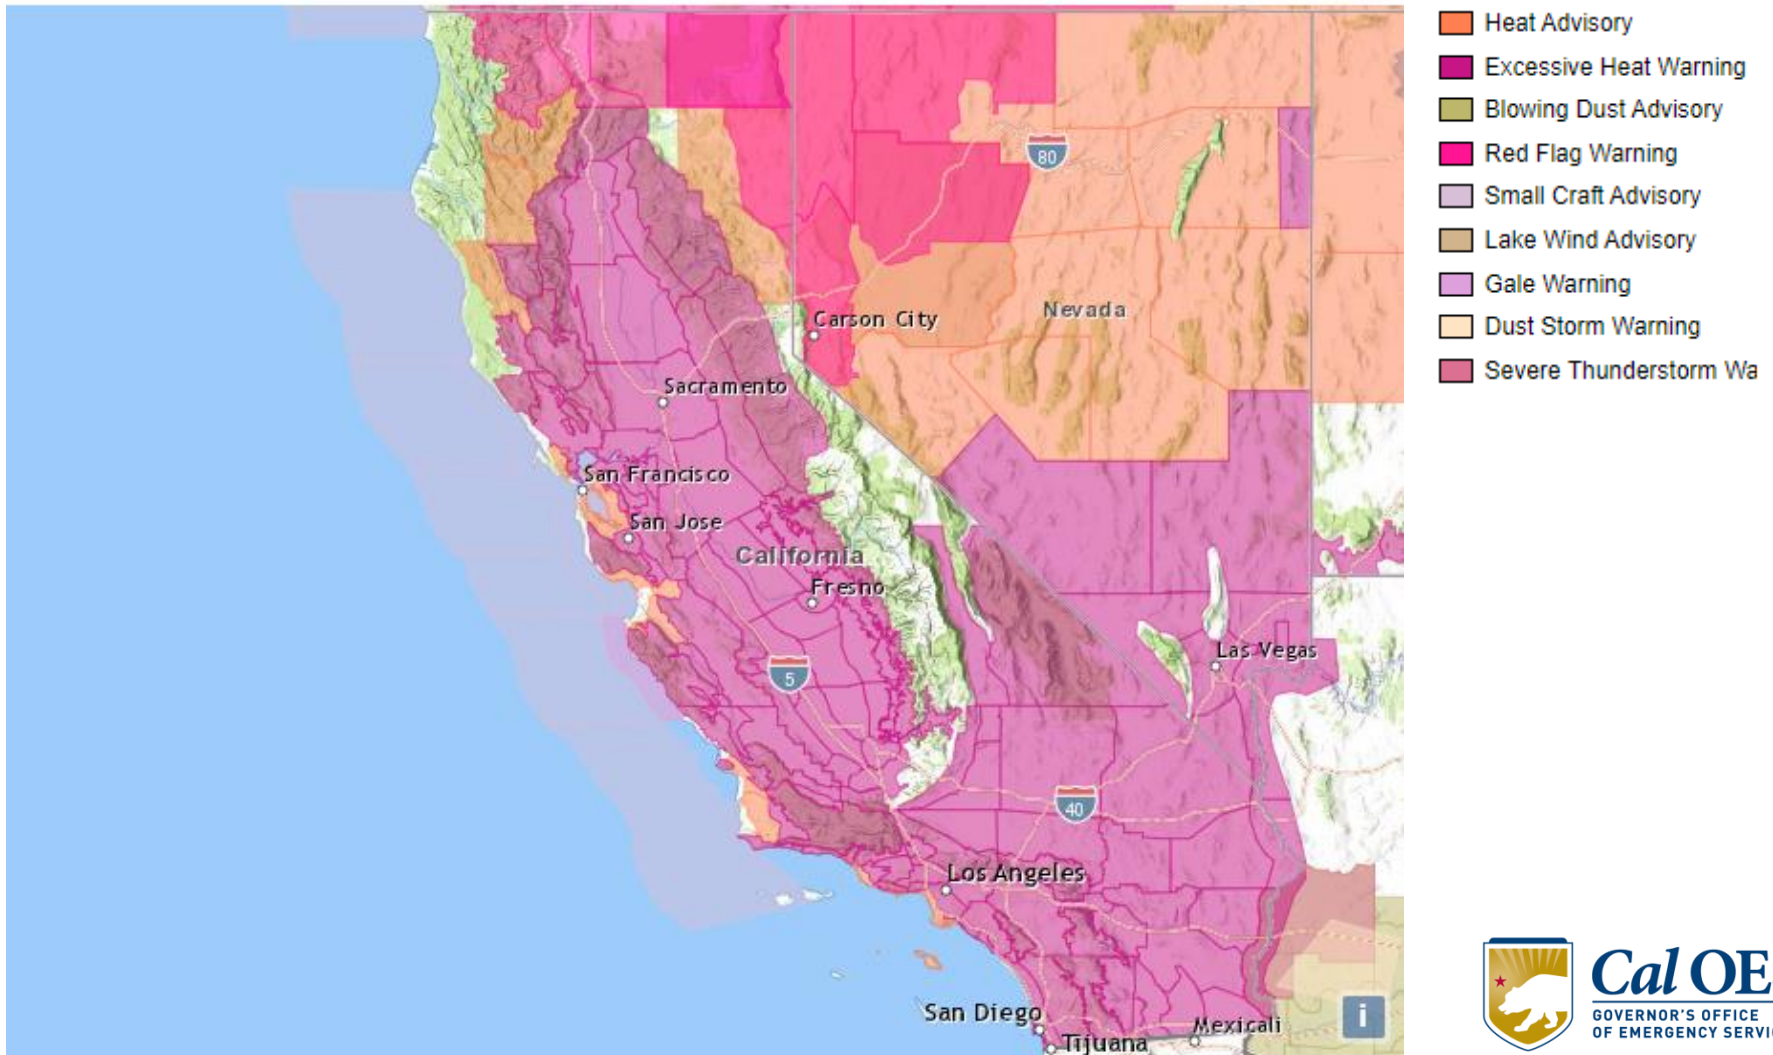 Heat Advisory
Excessive Heat Warning
Blowing Dust Advisory
Red Flag Warning
Small Craft Advisory
Lake Wind Advisory
Gale Warning
Dust Storm Warning
Severe Thunderstorm Wa
80
Nevada
Carson City
Sacramento
San Francisco
San Jose
California
Fresno
5
Las Vegas
40
Los Angeles
San Diego
Mexicali
Tijuana
i
Cal OE
GOVERNOR'S OFFICE
OF EMERGENCY SERVI